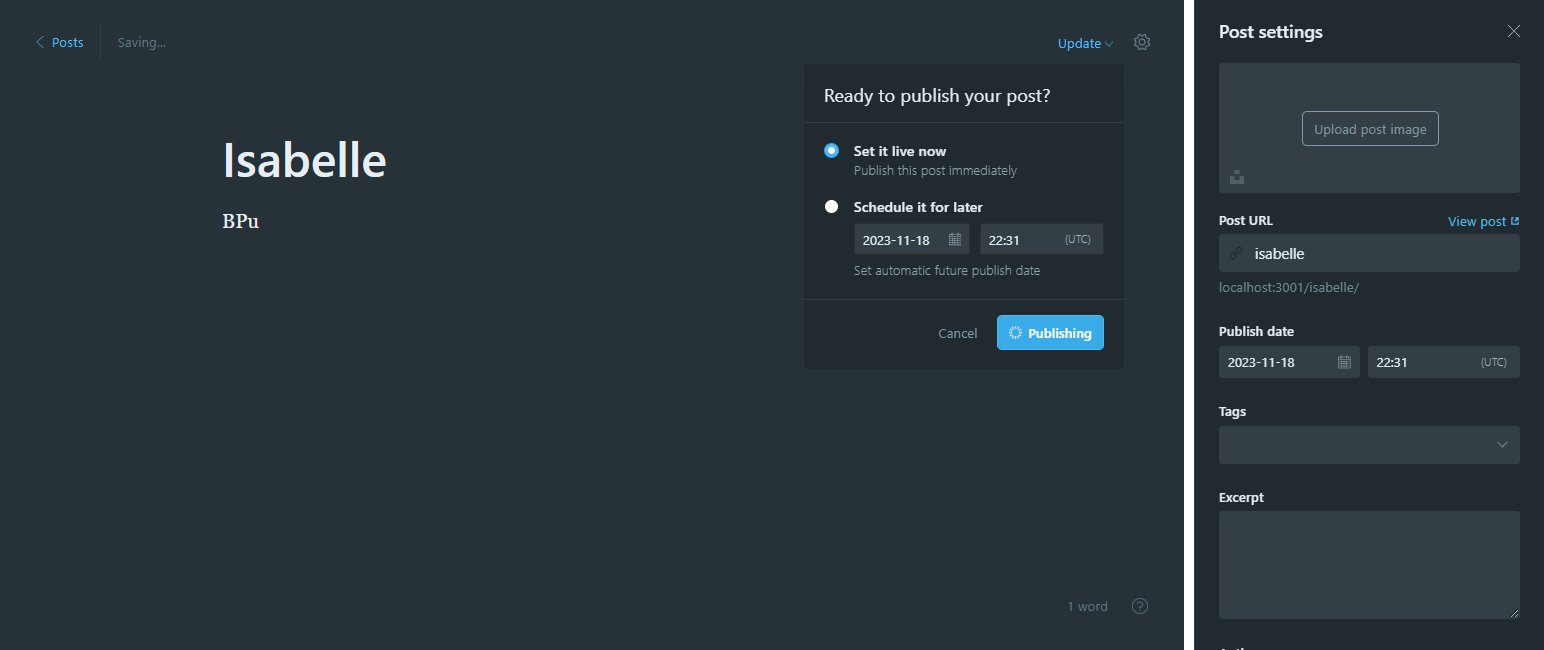 Posts
Saving...
Update
Isabelle
BPu
Ready to publish your post?
Set it live now
Publish this post immediately
Schedule it for later
2023-11-18 22:31 (UTC)
Set automatic future publish date
Cancel Publishing
1 word
?
Post settings
Upload post image
Post URL View post
isabelle
localhost:3001/isabelle/
Publish date
2023-11-18 22:31 (UTC)
Tags
Excerpt